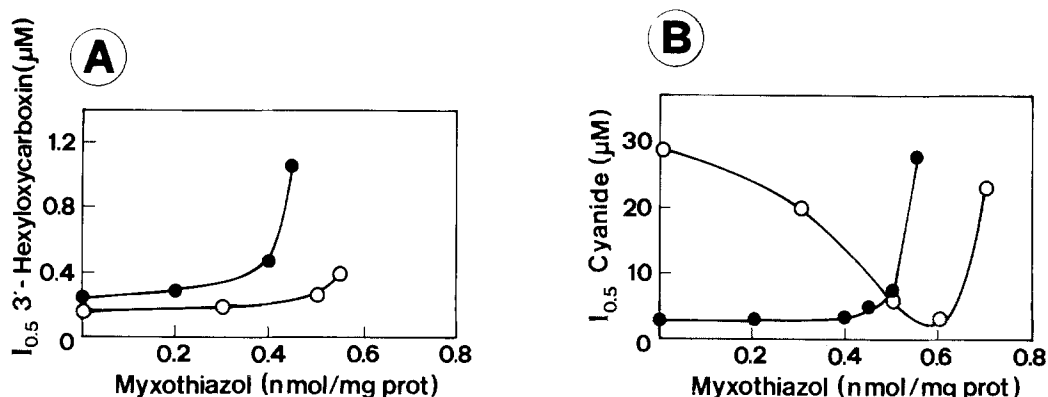 A
I0.5 3′- Hexyloxycarboxin(µM)
1.2
0.8
0.4
0
0.2
0.4
0.6
0.8
Myxothiazol (nmol/mg prot)
B
I0.5 Cyanide (µM)
30
20
10
0
0.2
0.4
0.6
0.8
Myxothiazol (nmol/mg prot)